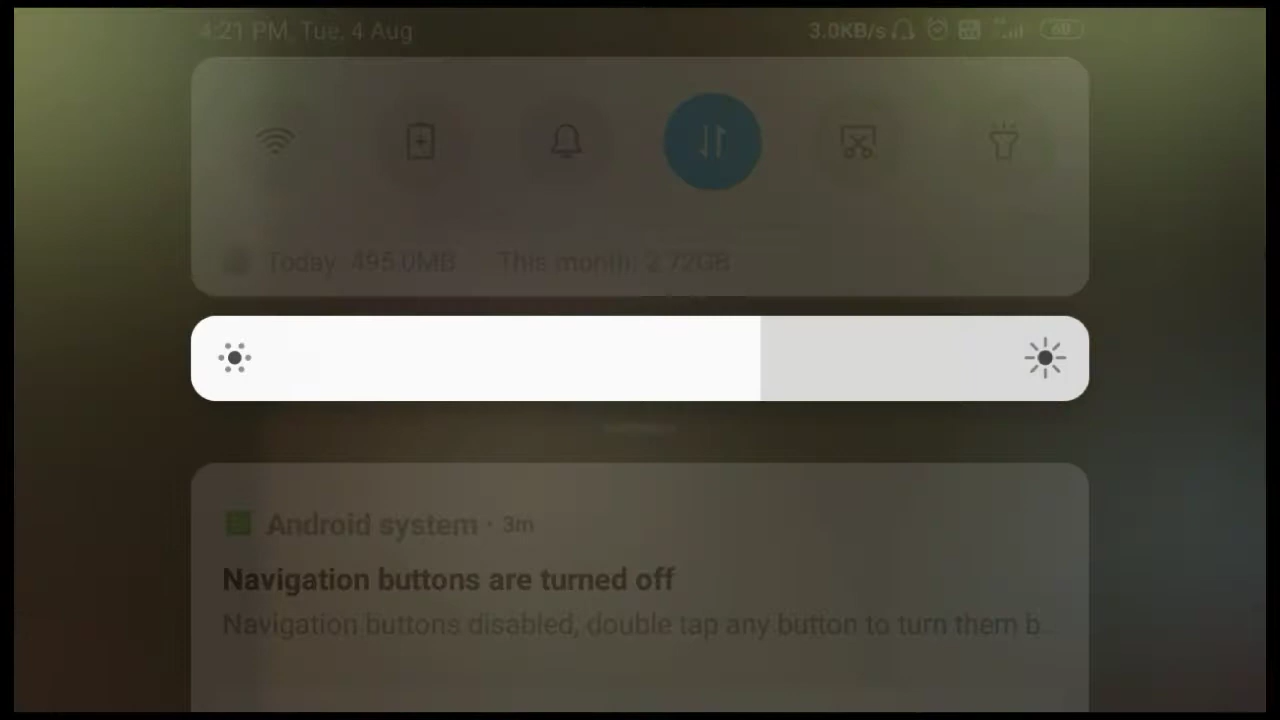 4:21 PM, Tue, 4 Aug 3.0KB/s 60
Today: 495.0MB This month: 2.72GB
Android system · 3m
Navigation buttons are turned off
Navigation buttons disabled, double tap any button to turn them b...